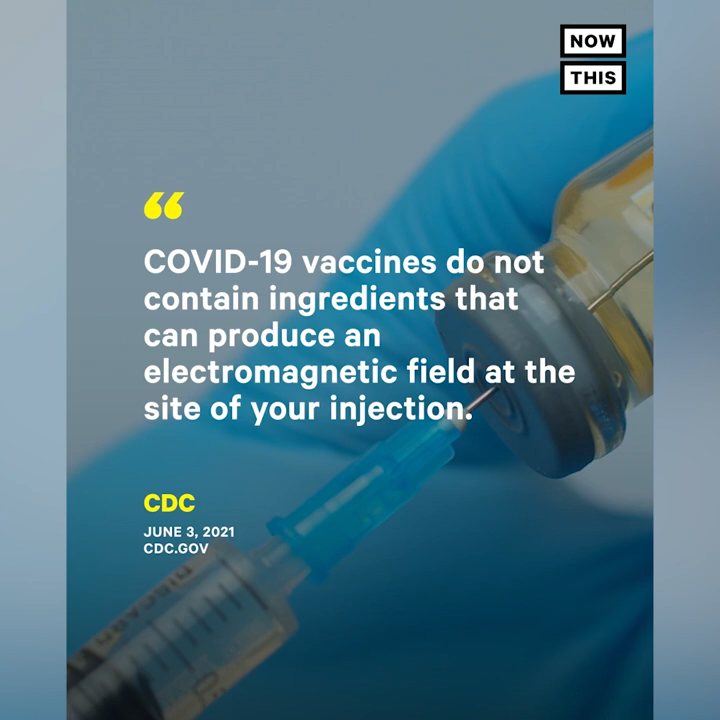 NOW
THIS
“
COVID-19 vaccines do not
contain ingredients that
can produce an
electromagnetic field at the
site of your injection.
CDC
JUNE 3, 2021
CDC.GOV
DISCARD